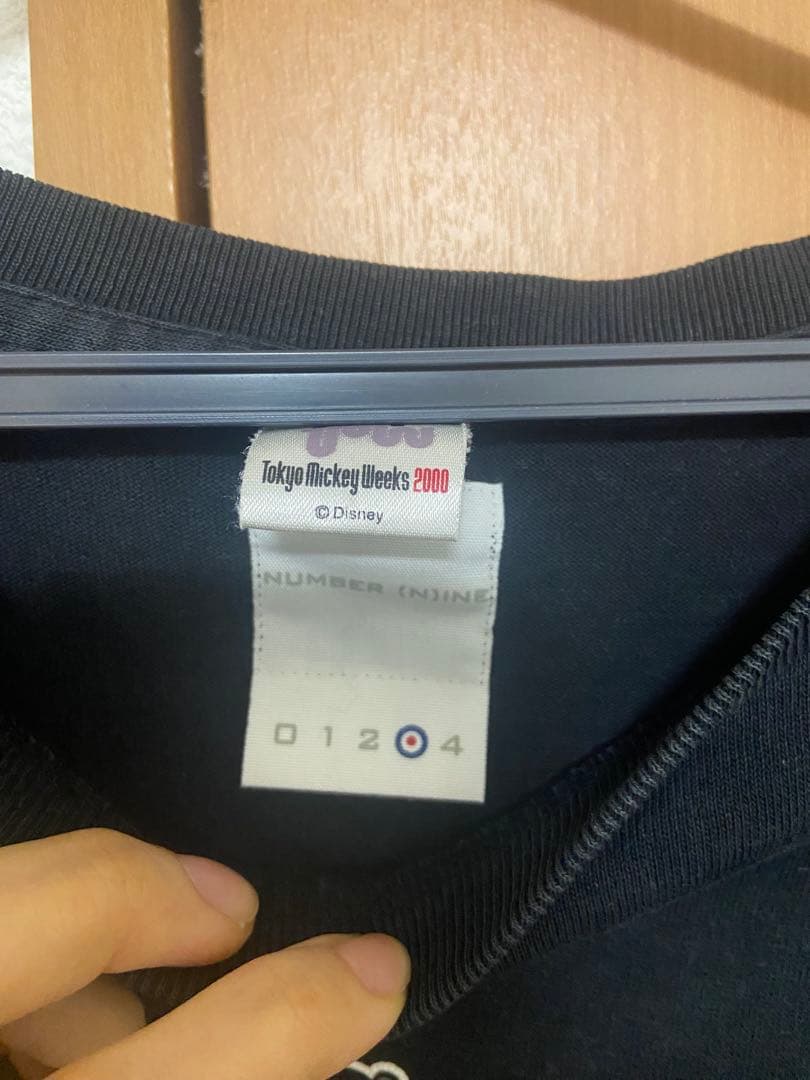 Tokyo Mickey Weeks 2000
© Disney
NUMBER (N)INE
0 1 2 4